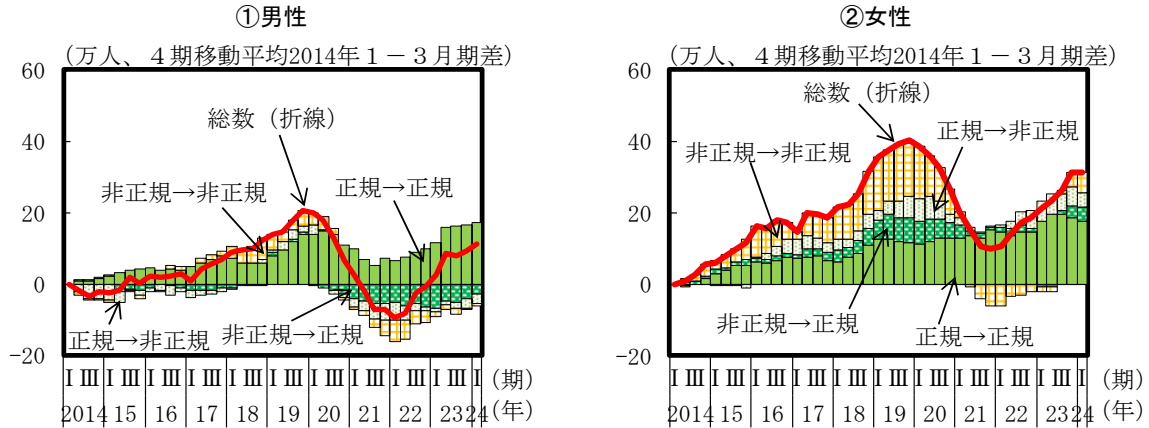 ①男性
(万人、４期移動平均2014年１－３月期差)
60
40
20
0
-20
総数（折線）
非正規→非正規
正規→正規
正規→非正規
非正規→正規
Ⅰ Ⅲ Ⅰ Ⅲ Ⅰ Ⅲ Ⅰ Ⅲ Ⅰ Ⅲ Ⅰ Ⅲ Ⅰ Ⅲ Ⅰ Ⅲ Ⅰ Ⅲ Ⅰ Ⅲ Ⅰ (期)
2014 15 16 17 18 19 20 21 22 23 24 (年)
②女性
(万人、４期移動平均2014年１－３月期差)
60
40
20
0
-20
総数（折線）
正規→非正規
非正規→非正規
非正規→正規
正規→正規
Ⅰ Ⅲ Ⅰ Ⅲ Ⅰ Ⅲ Ⅰ Ⅲ Ⅰ Ⅲ Ⅰ Ⅲ Ⅰ Ⅲ Ⅰ Ⅲ Ⅰ Ⅲ Ⅰ Ⅲ Ⅰ (期)
2014 15 16 17 18 19 20 21 22 23 24 (年)